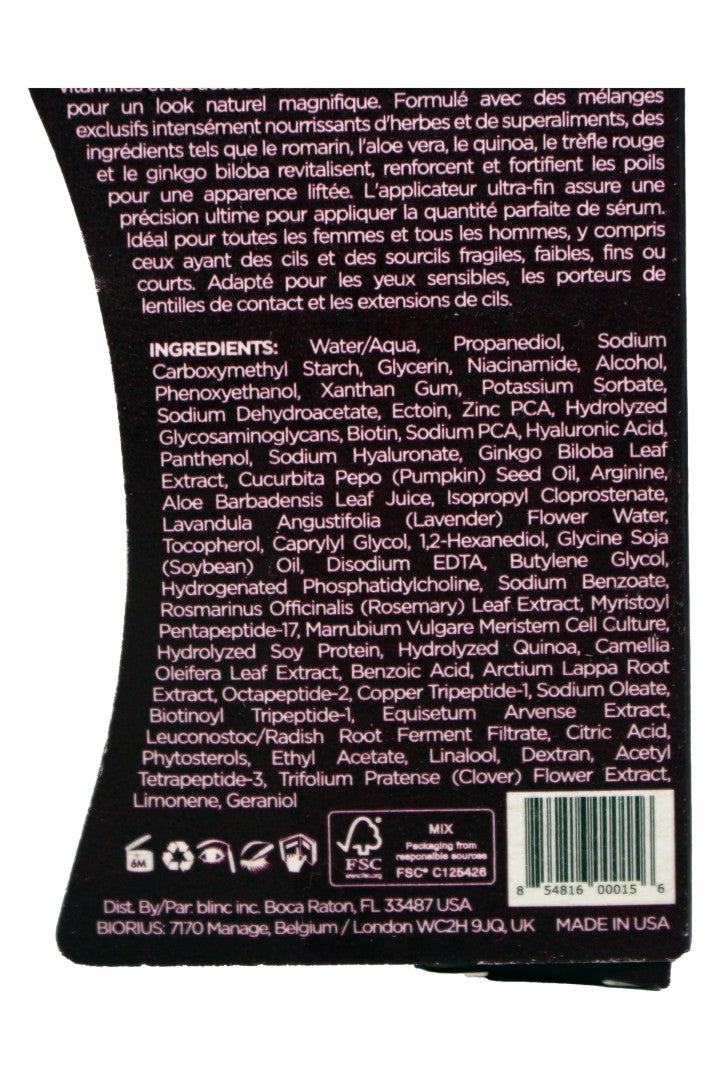 vitamines et les
pour un look naturel magnifique. Formulé avec des mélanges
exclusifs intensément nourrissants d'herbes et de superaliments, des
ingrédients tels que le romarin, l'aloe vera, le quinoa, le trèfle rouge
et le ginkgo biloba revitalisent, renforcent et fortifient les poils
pour une apparence liftée. L'applicateur ultra-fin assure une
précision ultime pour appliquer la quantité parfaite de sérum.
Idéal pour toutes les femmes et tous les hommes, y compris
ceux ayant des cils et des sourcils fragiles, faibles, fins ou
courts. Adapté pour les yeux sensibles, les porteurs de
lentilles de contact et les extensions de cils.
INGREDIENTS: Water/Aqua, Propanediol, Sodium
Carboxymethyl Starch, Glycerin, Niacinamide, Alcohol,
Phenoxyethanol, Xanthan Gum, Potassium Sorbate,
Sodium Dehydroacetate, Ectoin, Zinc PCA, Hydrolyzed
Glycosaminoglycans, Biotin, Sodium PCA, Hyaluronic Acid,
Panthenol, Sodium Hyaluronate, Ginkgo Biloba Leaf
Extract, Cucurbita Pepo (Pumpkin) Seed Oil, Arginine,
Aloe Barbadensis Leaf Juice, Isopropyl Cloprostenate,
Lavandula Angustifolia (Lavender) Flower Water,
Tocopherol, Caprylyl Glycol, 1,2-Hexanediol, Glycine Soja
(Soybean) Oil, Disodium EDTA, Butylene Glycol,
Hydrogenated Phosphatidylcholine, Sodium Benzoate,
Rosmarinus Officinalis (Rosemary) Leaf Extract, Myristoyl
Pentapeptide-17, Marrubium Vulgare Meristem Cell Culture,
Hydrolyzed Soy Protein, Hydrolyzed Quinoa, Camellia
Oleifera Leaf Extract, Benzoic Acid, Arctium Lappa Root
Extract, Octapeptide-2, Copper Tripeptide-1, Sodium Oleate,
Biotinoyl Tripeptide-1, Equisetum Arvense Extract,
Leuconostoc/Radish Root Ferment Filtrate, Citric Acid,
Phytosterols, Ethyl Acetate, Linalool, Dextran, Acetyl
Tetrapeptide-3, Trifolium Pratense (Clover) Flower Extract,
Limonene, Geraniol
6M
FSC
www.fsc.org
MIX
Packaging from
responsible sources
FSC® C125426
8 54816 00015 6
Dist. By/Par: blinc inc. Boca Raton, FL 33487 USA
BIORIUS: 7170 Manage, Belgium / London WC2H 9JQ, UK MADE IN USA